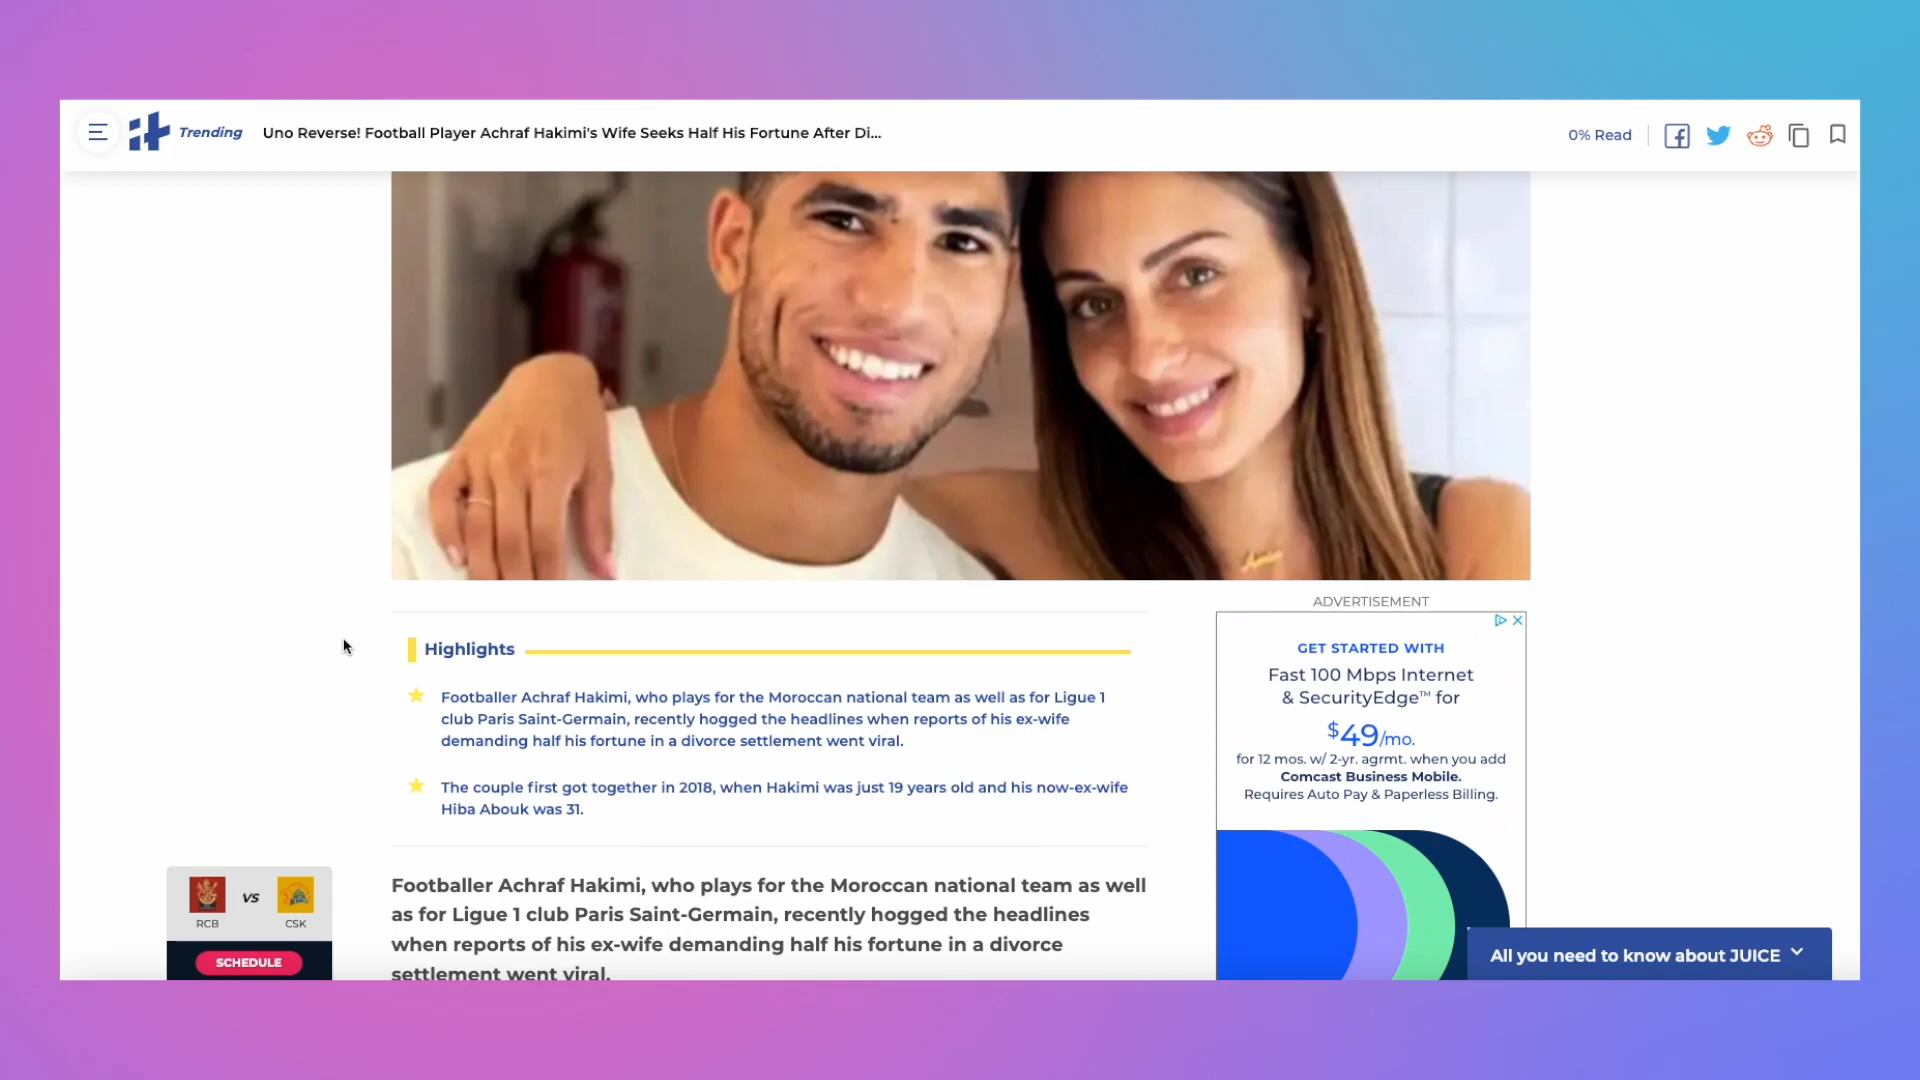 Trending
Uno Reverse! Football Player Achraf Hakimi's Wife Seeks Half His Fortune After Di...
0% Read
ADVERTISEMENT
Highlights
Footballer Achraf Hakimi, who plays for the Moroccan national team as well as for Ligue 1
club Paris Saint-Germain, recently hogged the headlines when reports of his ex-wife
demanding half his fortune in a divorce settlement went viral.
The couple first got together in 2018, when Hakimi was just 19 years old and his now-ex-wife
Hiba Abouk was 31.
Footballer Achraf Hakimi, who plays for the Moroccan national team as well
as for Ligue 1 club Paris Saint-Germain, recently hogged the headlines
when reports of his ex-wife demanding half his fortune in a divorce
settlement went viral.
GET STARTED WITH
Fast 100 Mbps Internet
& SecurityEdge™ for
$49/mo.
for 12 mos. w/ 2-yr. agrmt. when you add
Comcast Business Mobile.
Requires Auto Pay & Paperless Billing.
VS
RCB
CSK
SCHEDULE
All you need to know about JUICE